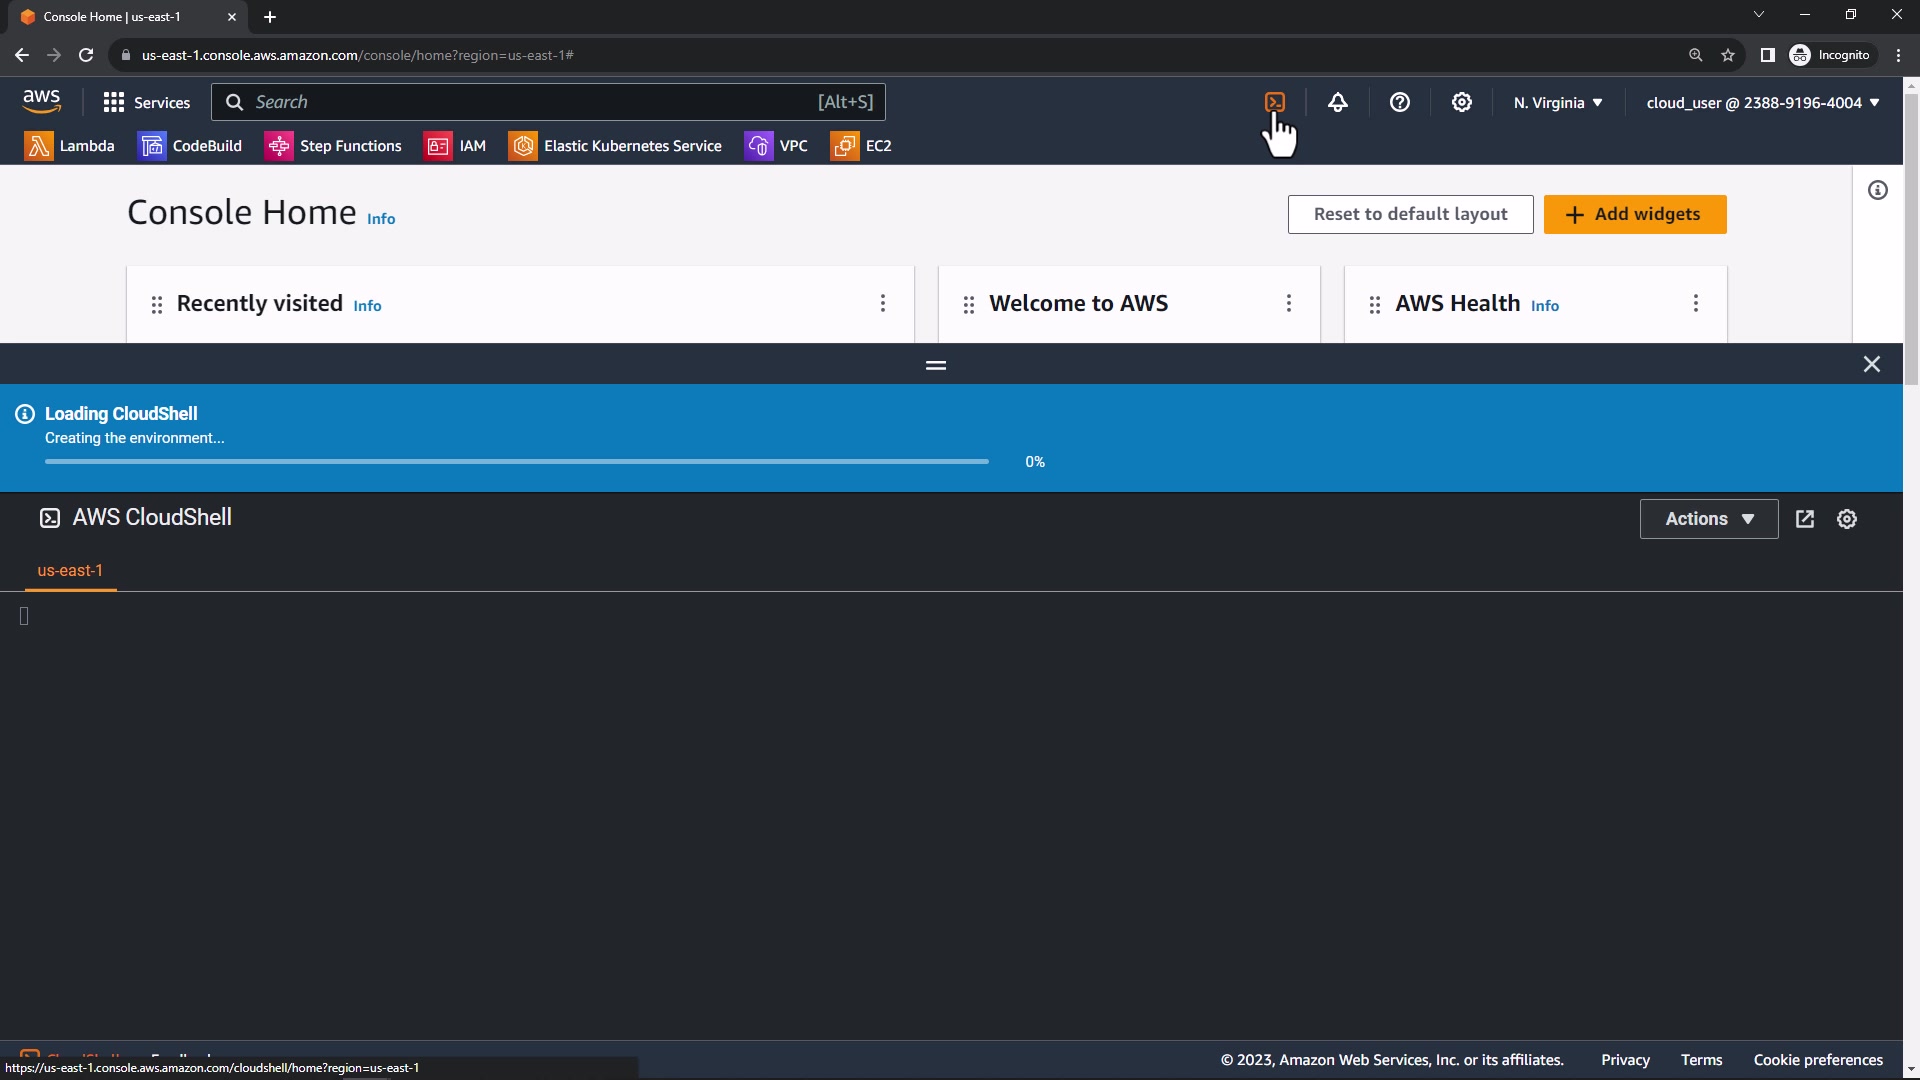 Console Home | us-east-1
us-east-1.console.aws.amazon.com/console/home?region=us-east-1#
Incognito
aws
Services
Search
[Alt+S]
N. Virginia
cloud_user @ 2388-9196-4004
Lambda
CodeBuild
Step Functions
IAM
Elastic Kubernetes Service
VPC
EC2
Console Home Info
Reset to default layout
Add widgets
Recently visited Info
Welcome to AWS
AWS Health Info
Loading CloudShell
Creating the environment...
0%
AWS CloudShell
Actions
us-east-1
© 2023, Amazon Web Services, Inc. or its affiliates.
Privacy
Terms
Cookie preferences
https://us-east-1.console.aws.amazon.com/cloudshell/home?region=us-east-1